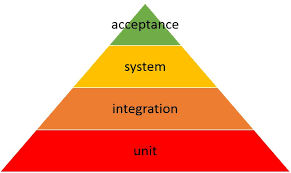 acceptance
system
integration
unit